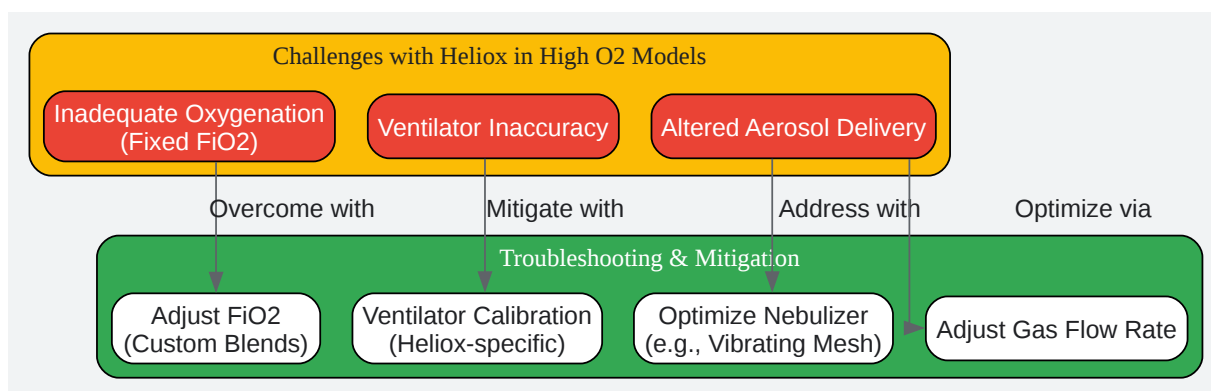 Challenges with Heliox in High O2 Models
Inadequate Oxygenation
(Fixed FiO2)
Ventilator Inaccuracy
Altered Aerosol Delivery
Overcome with
Mitigate with
Address with
Optimize via
Troubleshooting & Mitigation
Adjust FiO2
(Custom Blends)
Ventilator Calibration
(Heliox-specific)
Optimize Nebulizer
(e.g., Vibrating Mesh)
Adjust Gas Flow Rate